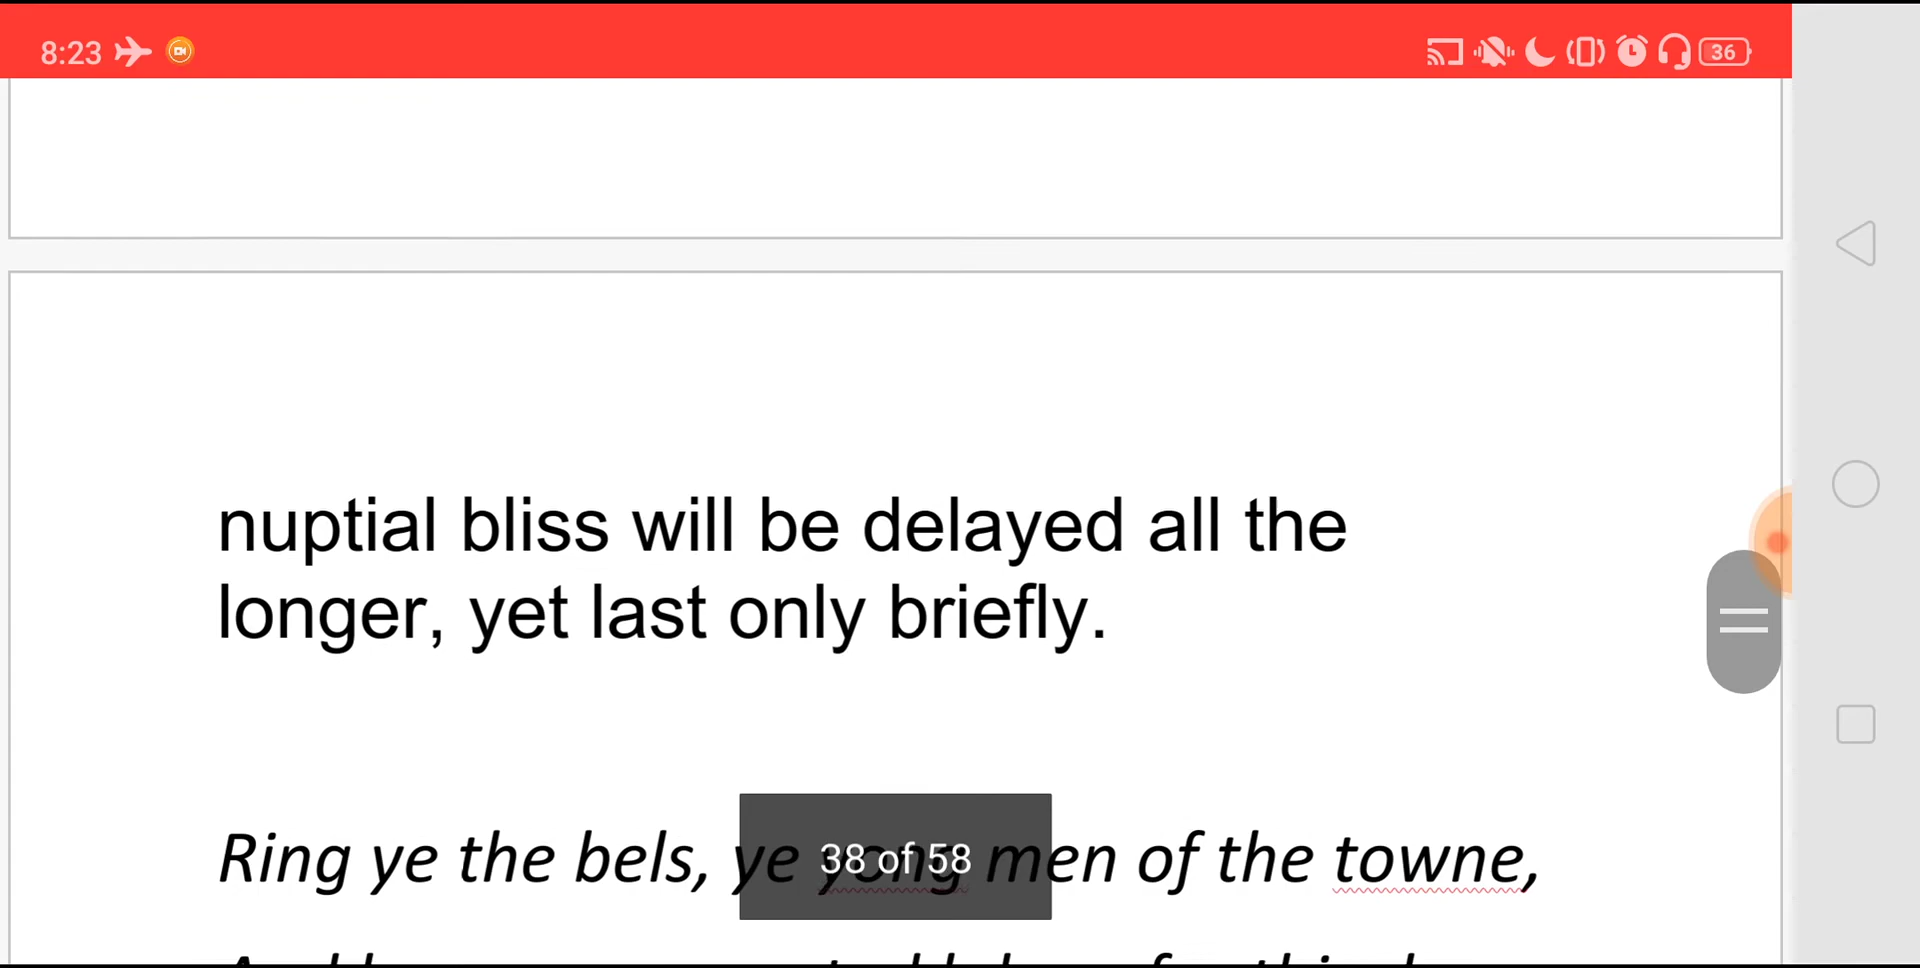 8:23
36
nuptial bliss will be delayed all the
longer, yet last only briefly.
Ring ye the bels, ye yong men of the towne,
38 of 58